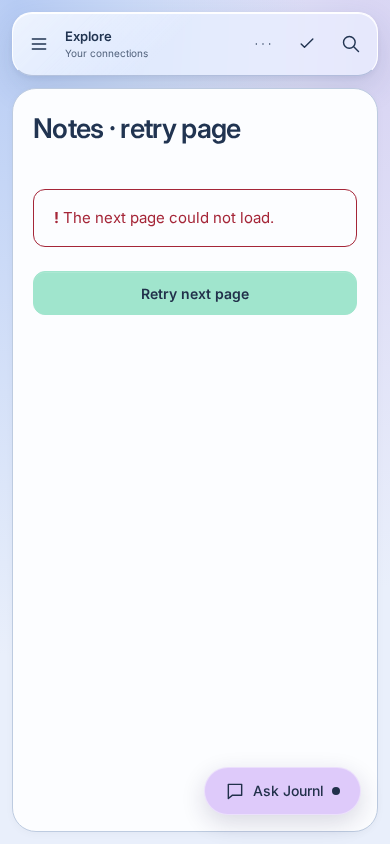 Explore
Your connections
Notes · retry page
! The next page could not load.
Retry next page
Ask Journl